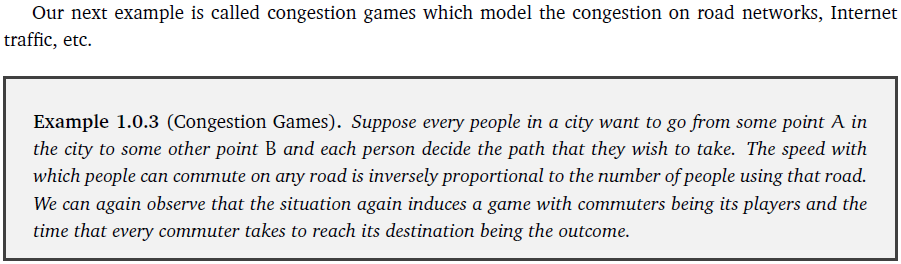 Our next example is called congestion games which model the congestion on road networks, Internet
traffic, etc.
Example 1.0.3 (Congestion Games). Suppose every people in a city want to go from some point A in
the city to some other point B and each person decide the path that they wish to take. The speed with
which people can commute on any road is inversely proportional to the number of people using that road.
We can again observe that the situation again induces a game with commuters being its players and the
time that every commuter takes to reach its destination being the outcome.